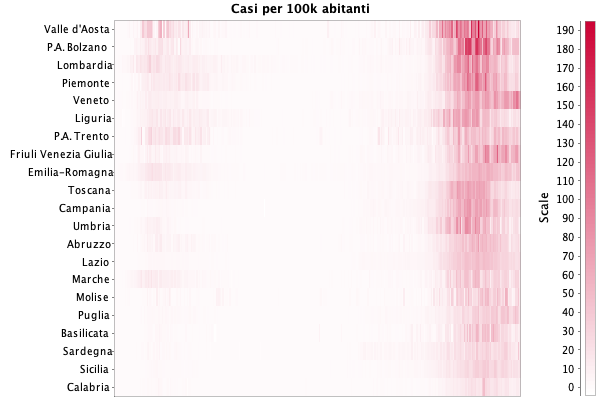 Casi per 100k abitanti
Valle d'Aosta
P.A. Bolzano
Lombardia
Piemonte
Veneto
Liguria
P.A. Trento
Friuli Venezia Giulia
Emilia-Romagna
Toscana
Campania
Umbria
Abruzzo
Lazio
Marche
Molise
Puglia
Basilicata
Sardegna
Sicilia
Calabria
Scale
190
180
170
160
150
140
130
120
110
100
90
80
70
60
50
40
30
20
10
0